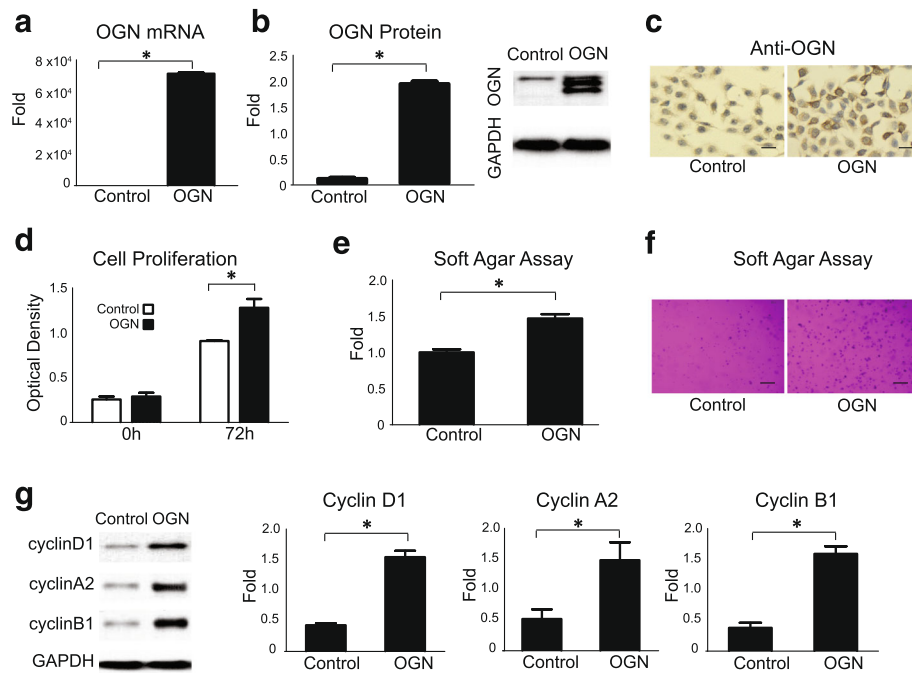 a
OGN mRNA
*
Fold
8 x10⁴
6 x10⁴
4 x10⁴
2 x10⁴
0
Control OGN
b
OGN Protein
*
Fold
2.5
2.0
1.5
1.0
0.5
0
Control OGN
Control OGN
OGN
GAPDH
c
Anti-OGN
Control OGN
d
Cell Proliferation
*
Optical Density
1.5
1.0
0.5
0
Control
OGN
0h 72h
e
Soft Agar Assay
*
Fold
2.0
1.5
1.0
0.5
0
Control OGN
f
Soft Agar Assay
Control OGN
g
Control OGN
cyclinD1
cyclinA2
cyclinB1
GAPDH
Cyclin D1
*
Fold
2.0
1.5
1.0
0.5
0
Control OGN
Cyclin A2
*
Fold
2.0
1.5
1.0
0.5
0
Control OGN
Cyclin B1
*
Fold
2.0
1.5
1.0
0.5
0
Control OGN